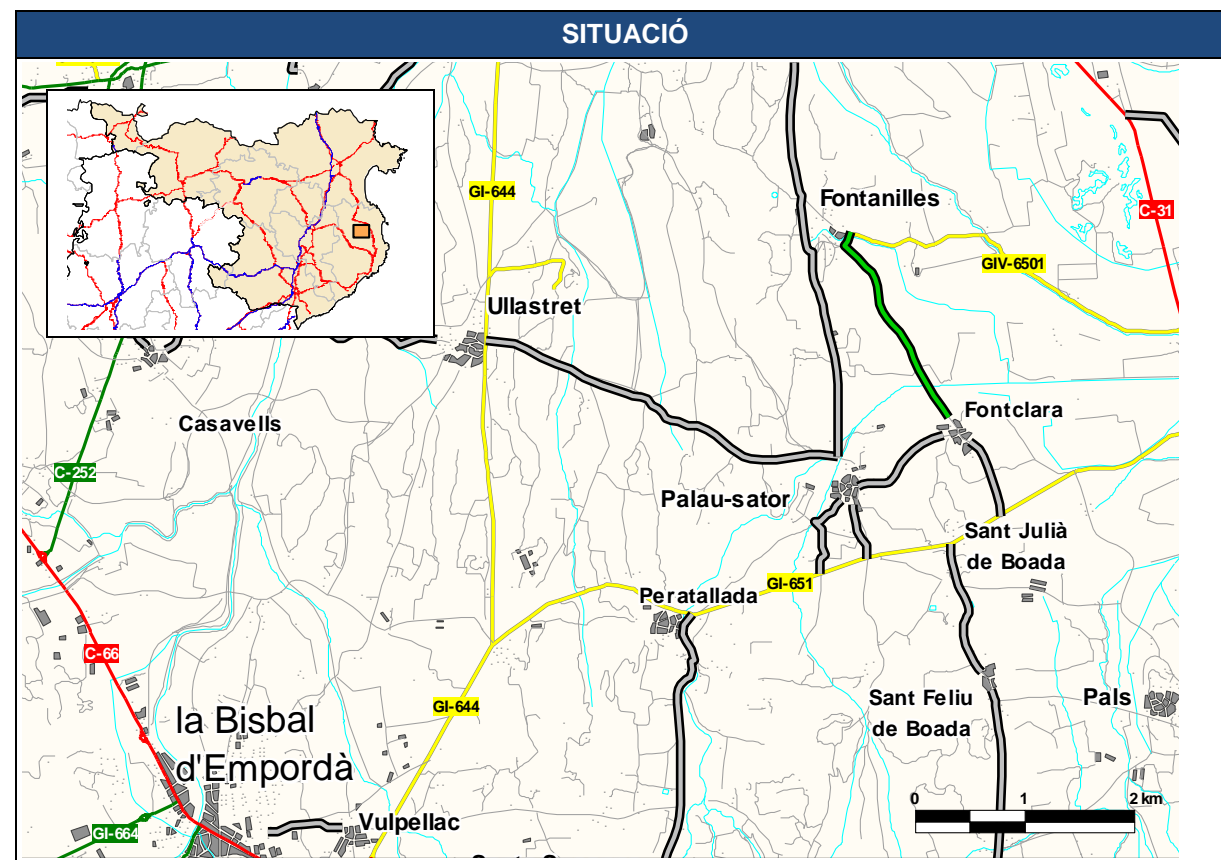 SITUACIÓ
GI-644
Fontanilles
C-31
GIV-6501
Ullastret
Casavells
Fontclara
C-252
Palau-sator
Sant Julià
de Boada
GI-651
Peratallada
C-66
GI-644
Sant Feliu
de Boada
Pals
la Bisbal
d'Empordà
0 1 2 km
GI-664
Vulpellac